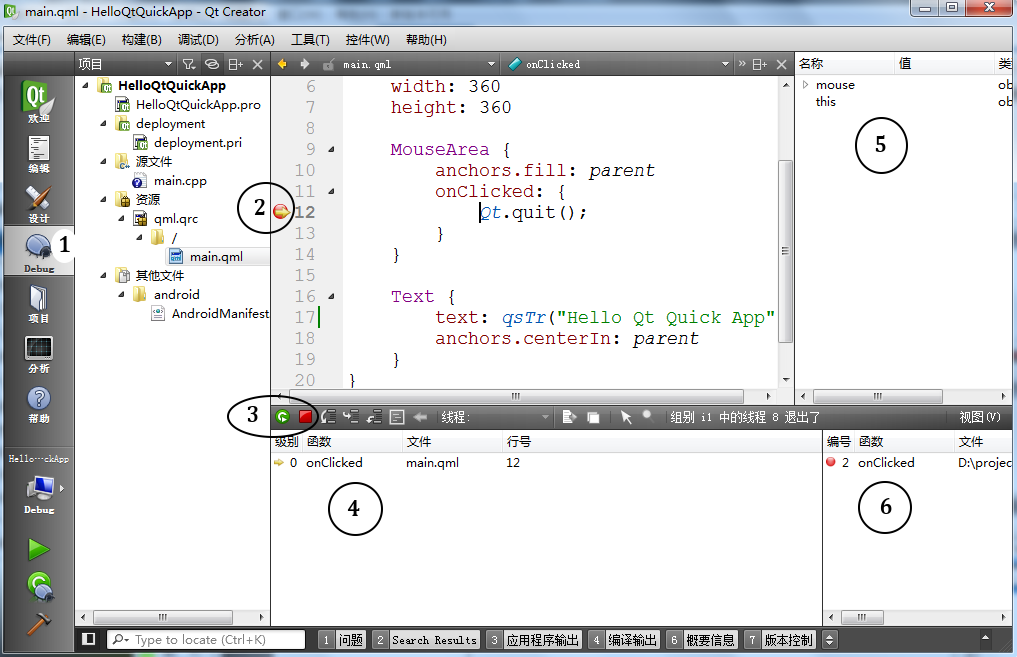 main.qml - HelloQtQuickApp - Qt Creator
文件(F) 编辑(E) 构建(B) 调试(D) 分析(A) 工具(T) 控件(W) 帮助(H)
项目
main.qml
onClicked
名称 值 类
欢迎
编辑
设计
Debug
项目
分析
帮助
Hello···ckApp
Debug
1
HelloQtQuickApp
HelloQtQuickApp.pro
deployment
deployment.pri
源文件
main.cpp
资源
qml.qrc
/
main.qml
其他文件
android
AndroidManifest
2
6 width: 360
7 height: 360
8
9 MouseArea {
10 anchors.fill: parent
11 onClicked: {
12 Qt.quit();
13 }
14 }
15
16 Text {
17 text: qsTr("Hello Qt Quick App"
18 anchors.centerIn: parent
19 }
20 }
mouse ob
this ob
5
3
线程:
组别 i1 中的线程 8 退出了
视图(V)
级别 函数 文件 行号
0 onClicked main.qml 12
4
编号 函数 文件
2 onClicked D:\projec
6
Type to locate (Ctrl+K)
1 问题 2 Search Results 3 应用程序输出 4 编译输出 6 概要信息 7 版本控制